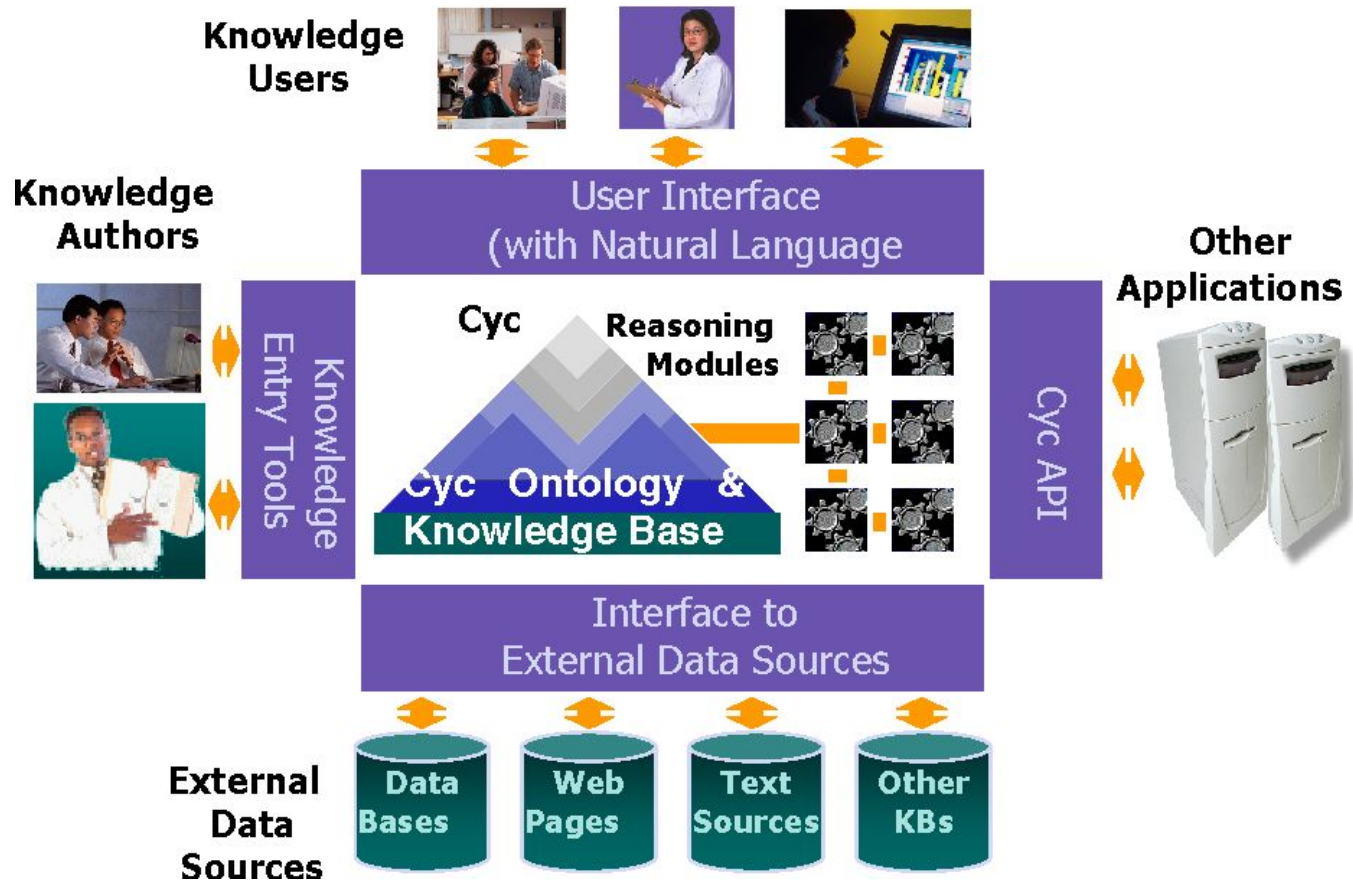 Knowledge
Users
User Interface
(with Natural Language
Knowledge
Authors
Knowledge
Entry Tools
Cyc
Reasoning
Modules
Cyc Ontology &
Knowledge Base
Cyc API
Other
Applications
Interface to
External Data Sources
External
Data
Sources
Data
Bases
Web
Pages
Text
Sources
Other
KBs